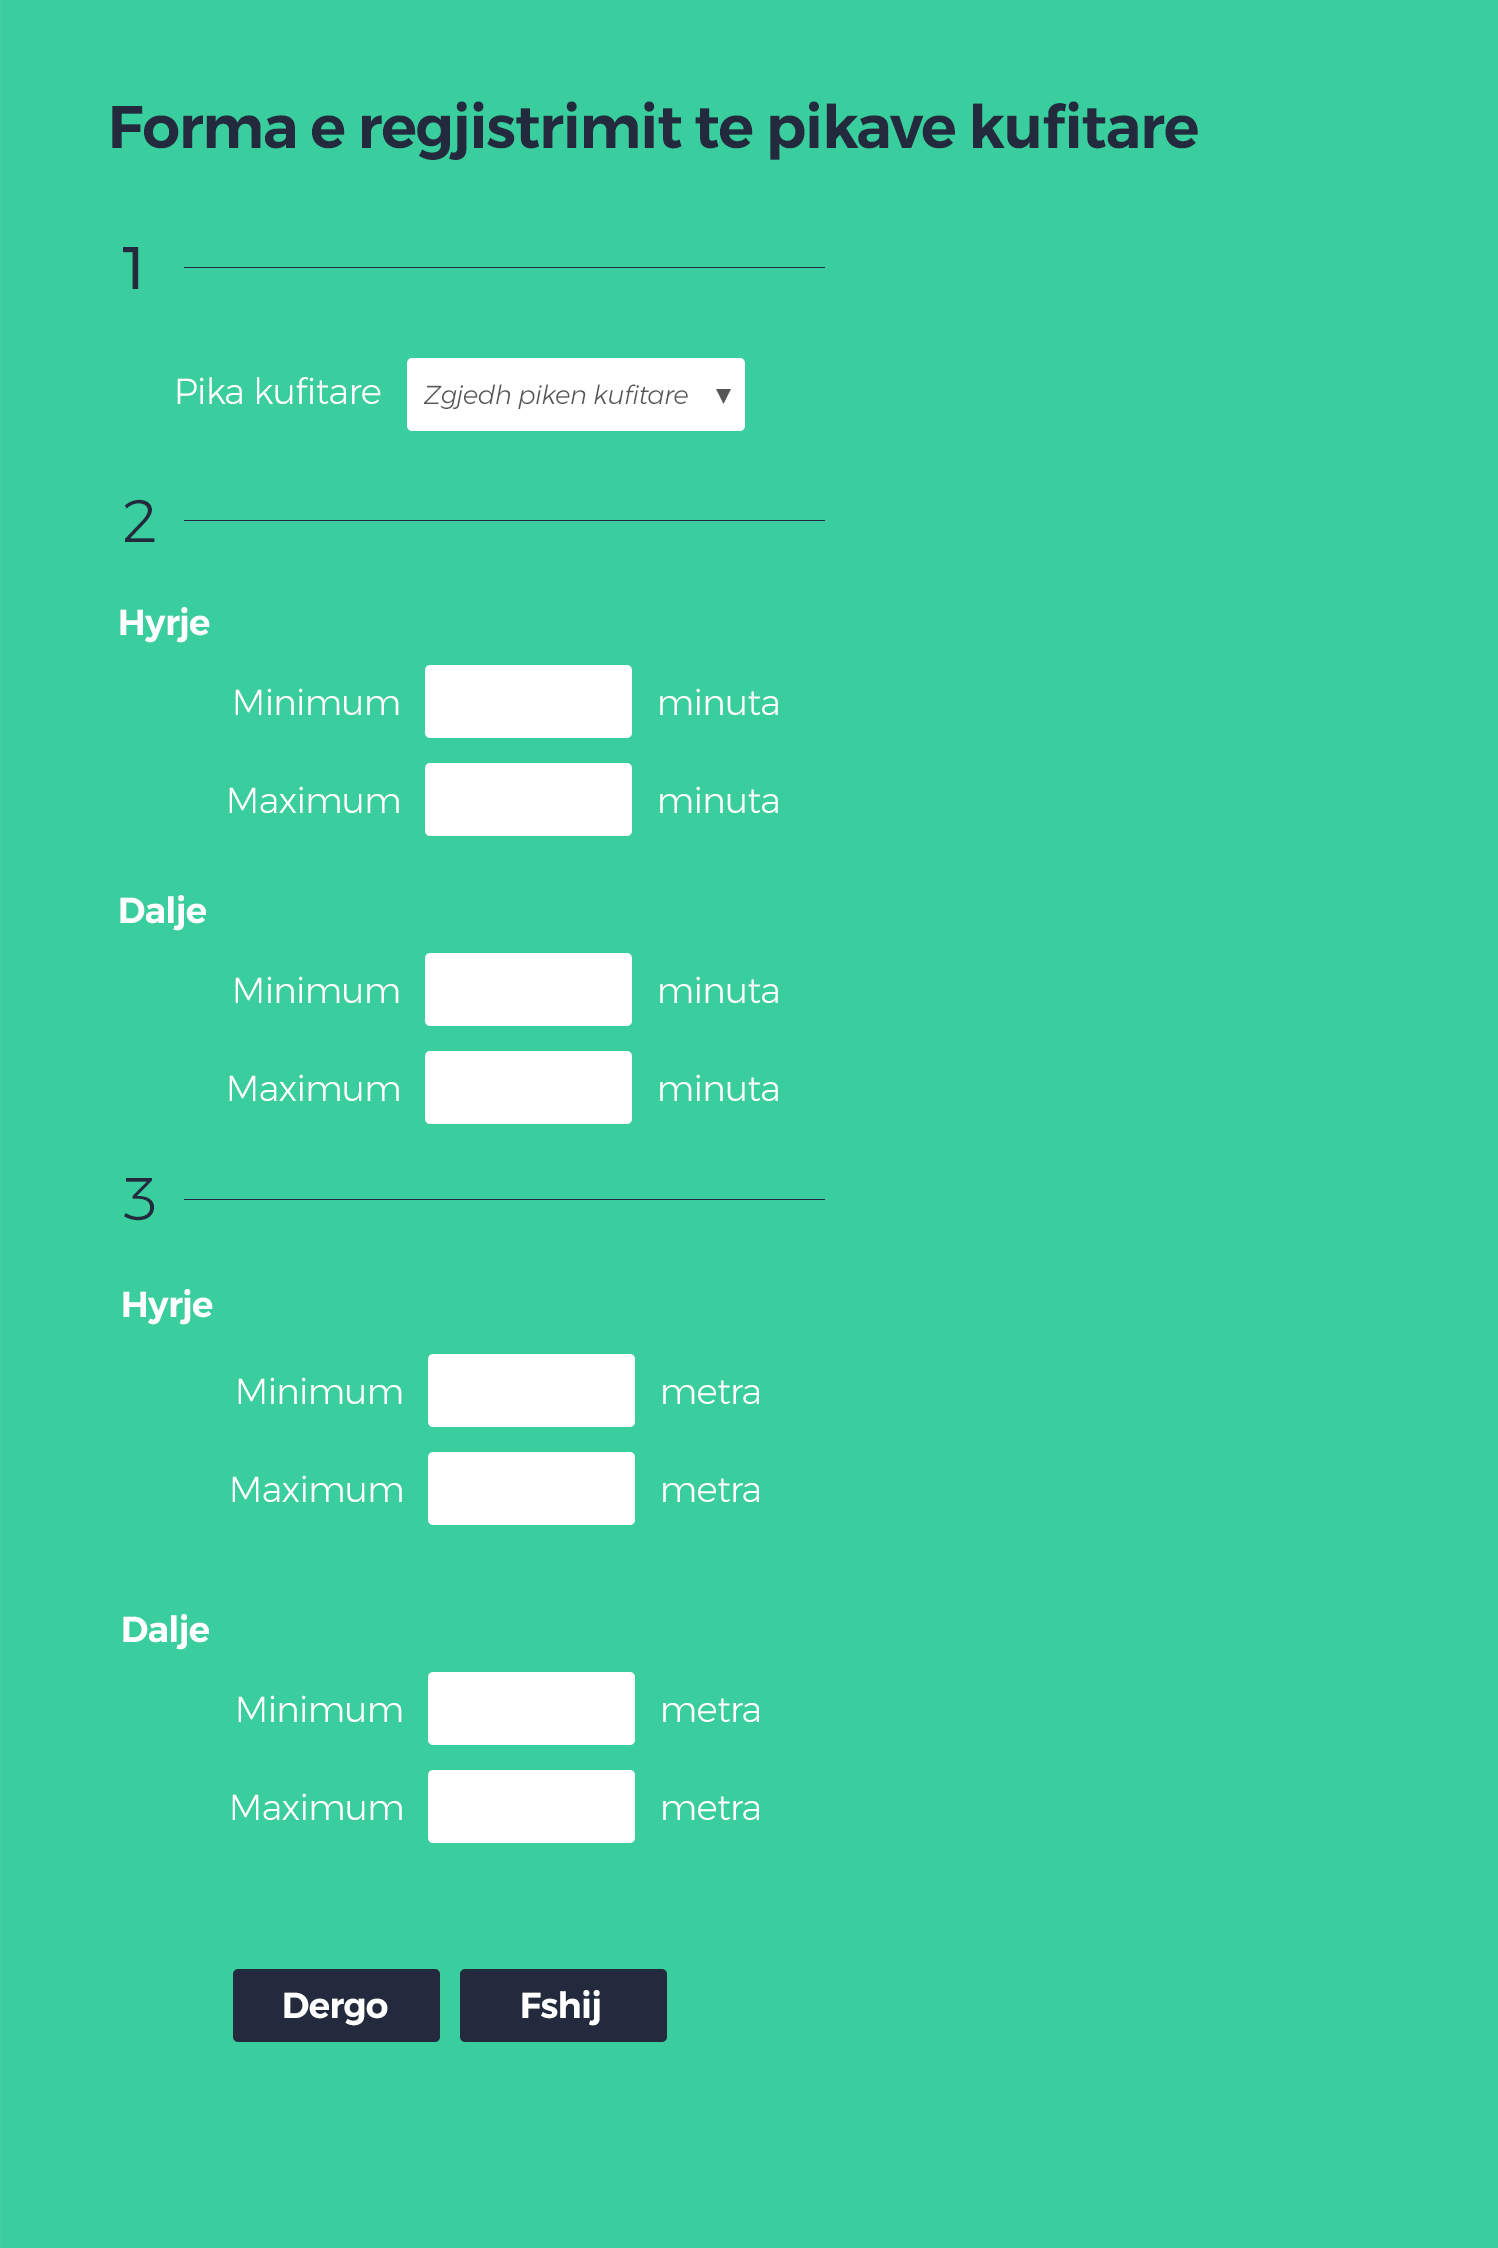 Forma e regjistrimit te pikave kufitare
1
Pika kufitare Zgjedh piken kufitare ▼
2
Hyrje
Minimum minuta
Maximum minuta
Dalje
Minimum minuta
Maximum minuta
3
Hyrje
Minimum metra
Maximum metra
Dalje
Minimum metra
Maximum metra
Dergo Fshij